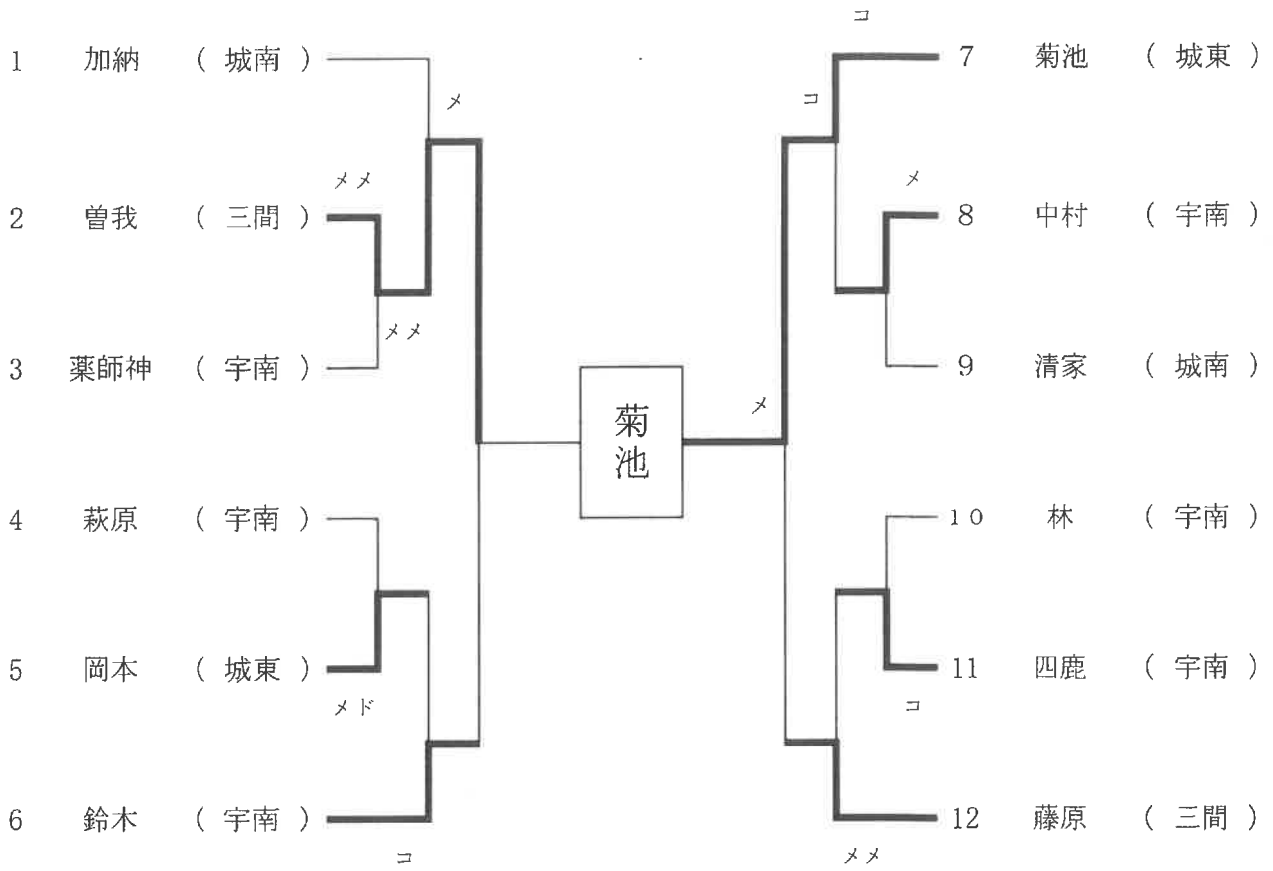 コ
1 加納 ( 城南 )
7 菊池 ( 城東 )
メ
コ
メメ
メ
2 曽我 ( 三間 )
8 中村 ( 宇南 )
メメ
3 薬師神 ( 宇南 )
9 清家 ( 城南 )
メ
菊池
4 萩原 ( 宇南 )
10 林 ( 宇南 )
5 岡本 ( 城東 )
11 四鹿 ( 宇南 )
メド
コ
6 鈴木 ( 宇南 )
12 藤原 ( 三間 )
コ
メメ